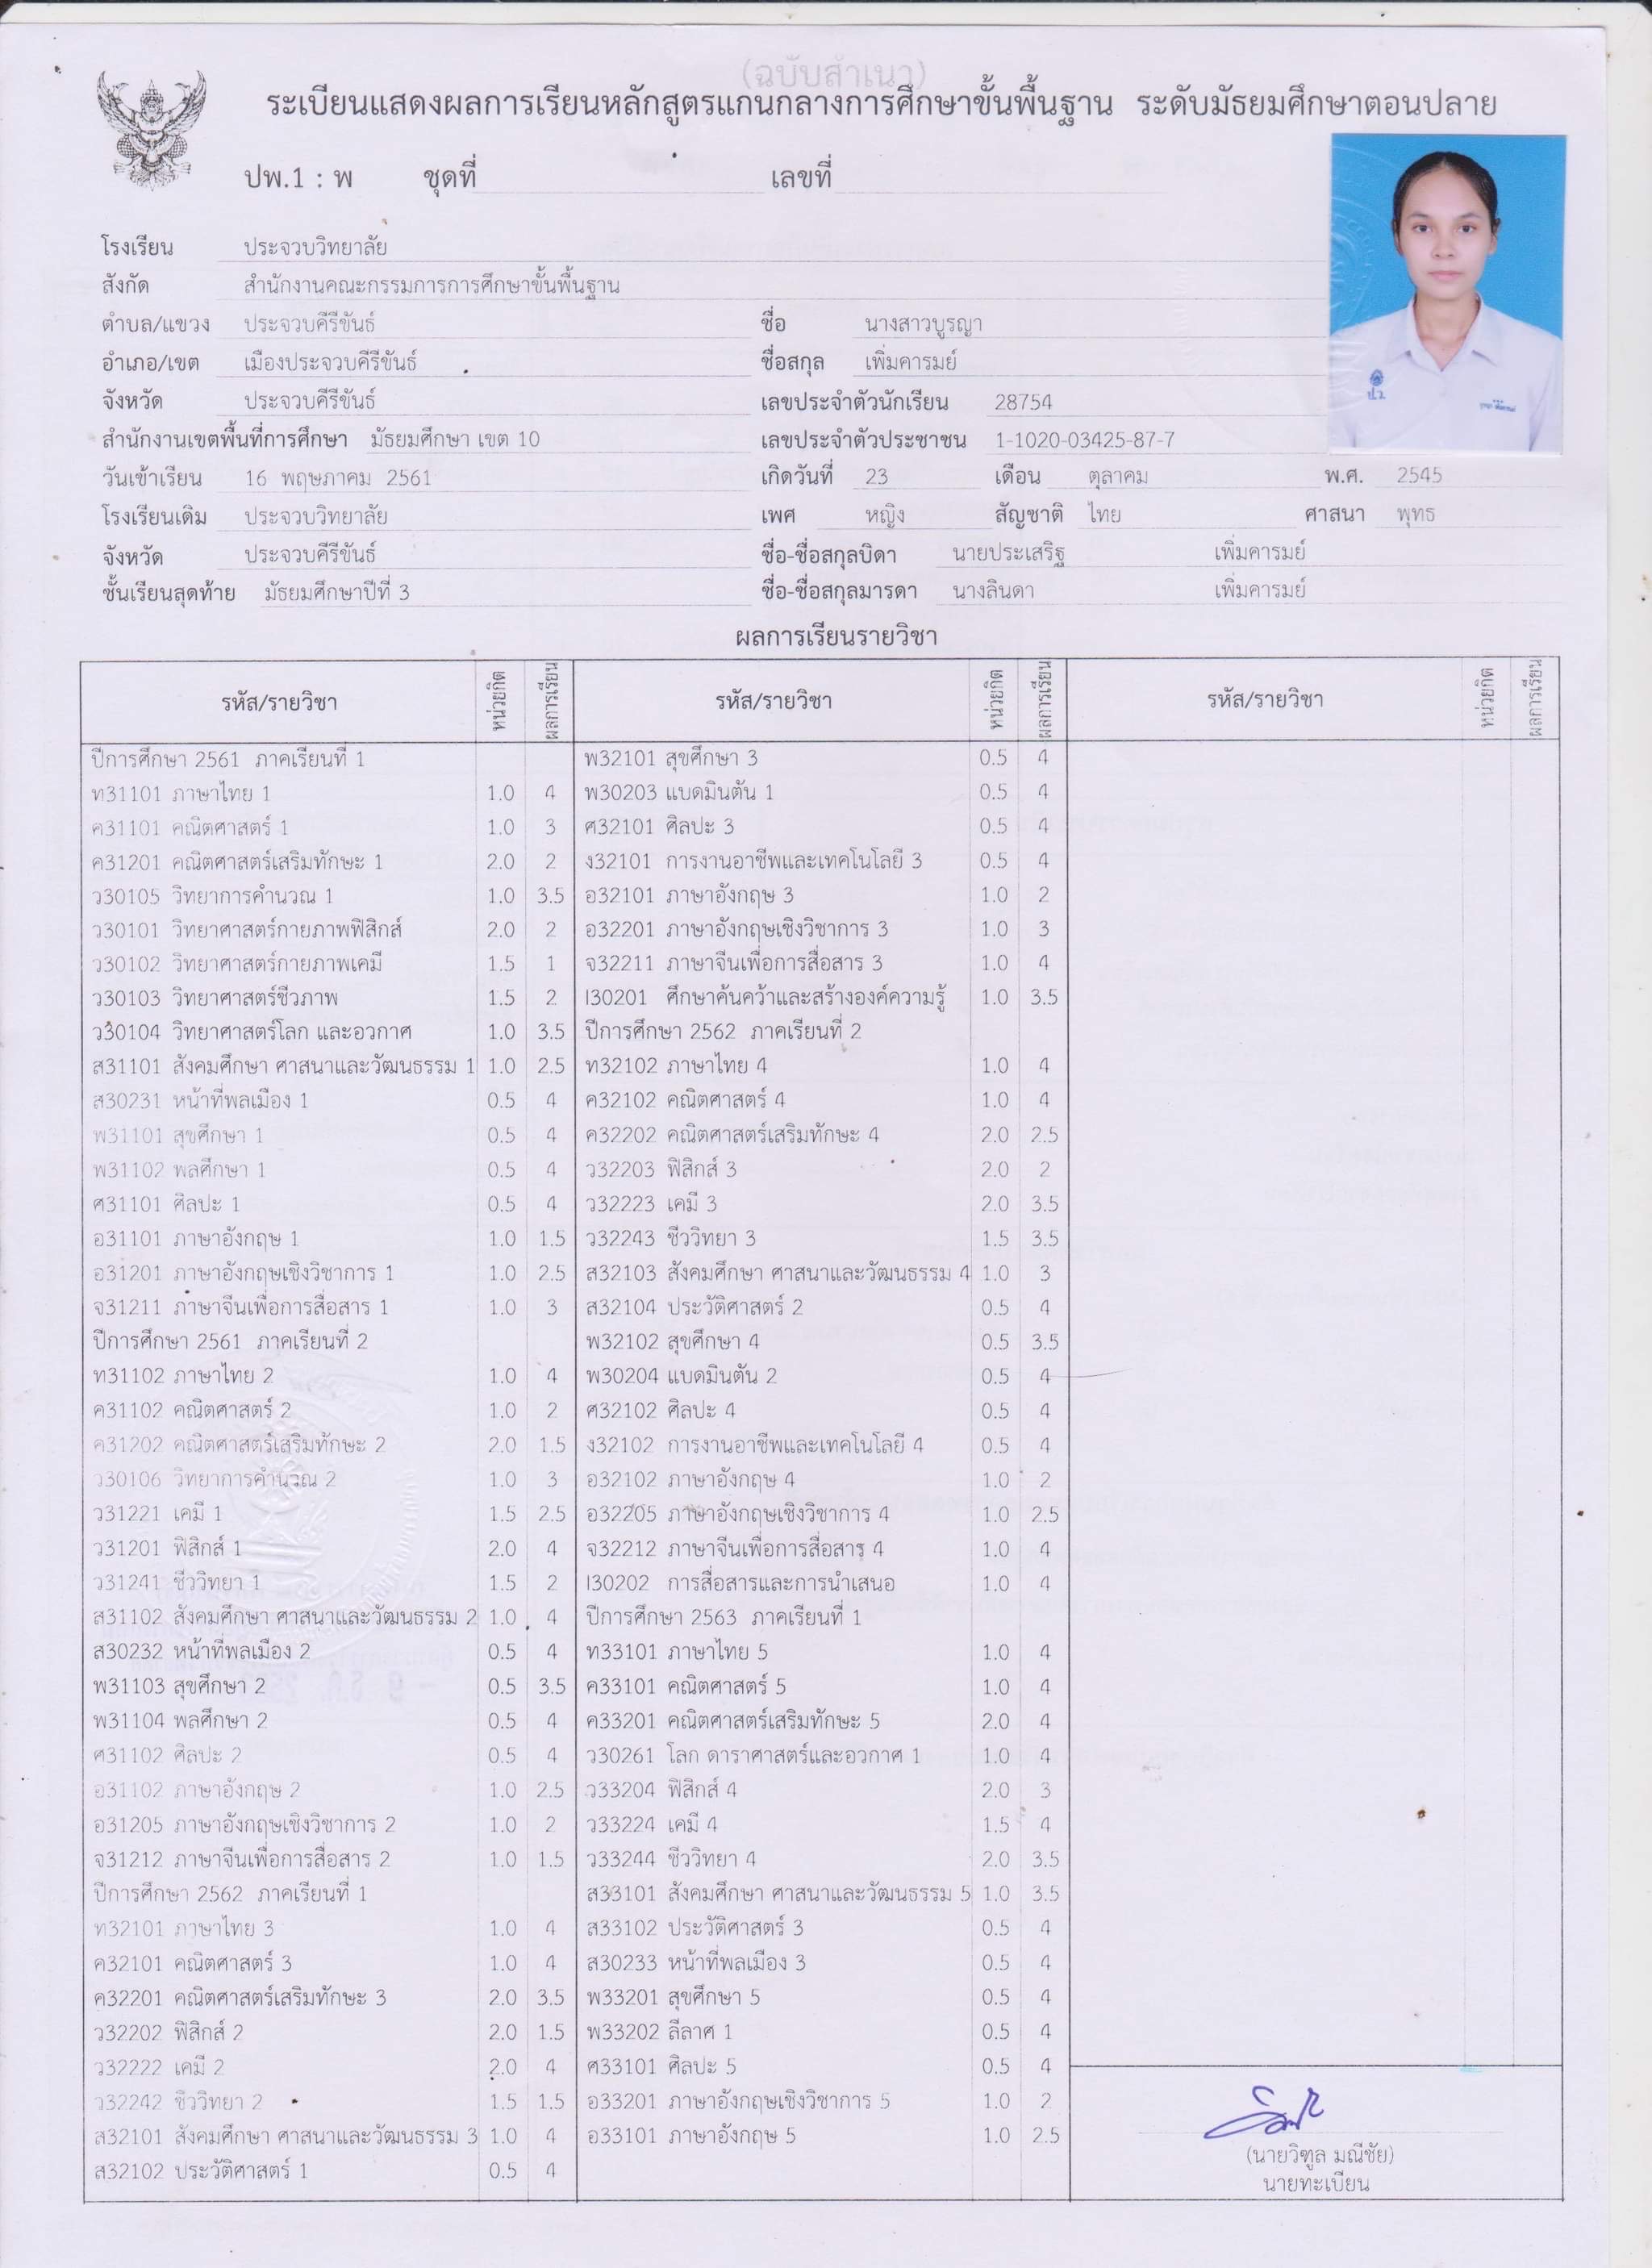 (ฉบับสำเนา)
ระเบียนแสดงผลการเรียนหลักสูตรแกนกลางการศึกษาขั้นพื้นฐาน ระดับมัธยมศึกษาตอนปลาย
ปพ.1 : พ ชุดที่ เลขที่
โรงเรียน ประจวบวิทยาลัย
สังกัด สำนักงานคณะกรรมการการศึกษาขั้นพื้นฐาน
ตำบล/แขวง ประจวบคีรีขันธ์ ชื่อ นางสาวบูรญา
อำเภอ/เขต เมืองประจวบคีรีขันธ์ ชื่อสกุล เพิ่มคารมย์
จังหวัด ประจวบคีรีขันธ์ เลขประจำตัวนักเรียน 28754
สำนักงานเขตพื้นที่การศึกษา มัธยมศึกษา เขต 10 เลขประจำตัวประชาชน 1-1020-03425-87-7
วันเข้าเรียน 16 พฤษภาคม 2561 เกิดวันที่ 23 เดือน ตุลาคม พ.ศ. 2545
โรงเรียนเดิม ประจวบวิทยาลัย เพศ หญิง สัญชาติ ไทย ศาสนา พุทธ
จังหวัด ประจวบคีรีขันธ์ ชื่อ-ชื่อสกุลบิดา นายประเสริฐ เพิ่มคารมย์
ชั้นเรียนสุดท้าย มัธยมศึกษาปีที่ 3 ชื่อ-ชื่อสกุลมารดา นางลินดา เพิ่มคารมย์
ผลการเรียนรายวิชา
รหัส/รายวิชา หน่วยกิต ผลการเรียน
ปีการศึกษา 2561 ภาคเรียนที่ 1
ท31101 ภาษาไทย 1 1.0 4
ค31101 คณิตศาสตร์ 1 1.0 3
ค31201 คณิตศาสตร์เสริมทักษะ 1 2.0 2
ว30105 วิทยาการคำนวณ 1 1.0 3.5
ว30101 วิทยาศาสตร์กายภาพฟิสิกส์ 2.0 2
ว30102 วิทยาศาสตร์กายภาพเคมี 1.5 1
ว30103 วิทยาศาสตร์ชีวภาพ 1.5 2
ว30104 วิทยาศาสตร์โลก และอวกาศ 1.0 3.5
ส31101 สังคมศึกษา ศาสนาและวัฒนธรรม 1 1.0 2.5
ส30231 หน้าที่พลเมือง 1 0.5 4
พ31101 สุขศึกษา 1 0.5 4
พ31102 พลศึกษา 1 0.5 4
ศ31101 ศิลปะ 1 0.5 4
อ31101 ภาษาอังกฤษ 1 1.0 1.5
อ31201 ภาษาอังกฤษเชิงวิชาการ 1 1.0 2.5
จ31211 ภาษาจีนเพื่อการสื่อสาร 1 1.0 3
ปีการศึกษา 2561 ภาคเรียนที่ 2
ท31102 ภาษาไทย 2 1.0 4
ค31102 คณิตศาสตร์ 2 1.0 2
ค31202 คณิตศาสตร์เสริมทักษะ 2 2.0 1.5
ว30106 วิทยาการคำนวณ 2 1.0 3
ว31221 เคมี 1 1.5 2.5
ว31201 ฟิสิกส์ 1 2.0 4
ว31241 ชีววิทยา 1 1.5 2
ส31102 สังคมศึกษา ศาสนาและวัฒนธรรม 2 1.0 4
ส30232 หน้าที่พลเมือง 2 0.5 4
พ31103 สุขศึกษา 2 0.5 3.5
พ31104 พลศึกษา 2 0.5 4
ศ31102 ศิลปะ 2 0.5 4
อ31102 ภาษาอังกฤษ 2 1.0 2.5
อ31205 ภาษาอังกฤษเชิงวิชาการ 2 1.0 2
จ31212 ภาษาจีนเพื่อการสื่อสาร 2 1.0 1.5
ปีการศึกษา 2562 ภาคเรียนที่ 1
ท32101 ภาษาไทย 3 1.0 4
ค32101 คณิตศาสตร์ 3 1.0 4
ค32201 คณิตศาสตร์เสริมทักษะ 3 2.0 3.5
ว32202 ฟิสิกส์ 2 2.0 1.5
ว32222 เคมี 2 2.0 4
ว32242 ชีววิทยา 2 1.5 1.5
ส32101 สังคมศึกษา ศาสนาและวัฒนธรรม 3 1.0 4
ส32102 ประวัติศาสตร์ 1 0.5 4
รหัส/รายวิชา หน่วยกิต ผลการเรียน
พ32101 สุขศึกษา 3 0.5 4
พ30203 แบดมินตัน 1 0.5 4
ศ32101 ศิลปะ 3 0.5 4
ง32101 การงานอาชีพและเทคโนโลยี 3 0.5 4
อ32101 ภาษาอังกฤษ 3 1.0 2
อ32201 ภาษาอังกฤษเชิงวิชาการ 3 1.0 3
จ32211 ภาษาจีนเพื่อการสื่อสาร 3 1.0 4
I30201 ศึกษาค้นคว้าและสร้างองค์ความรู้ 1.0 3.5
ปีการศึกษา 2562 ภาคเรียนที่ 2
ท32102 ภาษาไทย 4 1.0 4
ค32102 คณิตศาสตร์ 4 1.0 4
ค32202 คณิตศาสตร์เสริมทักษะ 4 2.0 2.5
ว32203 ฟิสิกส์ 3 2.0 2
ว32223 เคมี 3 2.0 3.5
ว32243 ชีววิทยา 3 1.5 3.5
ส32103 สังคมศึกษา ศาสนาและวัฒนธรรม 4 1.0 3
ส32104 ประวัติศาสตร์ 2 0.5 4
พ32102 สุขศึกษา 4 0.5 3.5
พ30204 แบดมินตัน 2 0.5 4
ศ32102 ศิลปะ 4 0.5 4
ง32102 การงานอาชีพและเทคโนโลยี 4 0.5 4
อ32102 ภาษาอังกฤษ 4 1.0 2
อ32205 ภาษาอังกฤษเชิงวิชาการ 4 1.0 2.5
จ32212 ภาษาจีนเพื่อการสื่อสาร 4 1.0 4
I30202 การสื่อสารและการนำเสนอ 1.0 4
ปีการศึกษา 2563 ภาคเรียนที่ 1
ท33101 ภาษาไทย 5 1.0 4
ค33101 คณิตศาสตร์ 5 1.0 4
ค33201 คณิตศาสตร์เสริมทักษะ 5 2.0 4
ว30261 โลก ดาราศาสตร์และอวกาศ 1 1.0 4
ว33204 ฟิสิกส์ 4 2.0 3
ว33224 เคมี 4 1.5 4
ว33244 ชีววิทยา 4 2.0 3.5
ส33101 สังคมศึกษา ศาสนาและวัฒนธรรม 5 1.0 3.5
ส33102 ประวัติศาสตร์ 3 0.5 4
ส30233 หน้าที่พลเมือง 3 0.5 4
พ33201 สุขศึกษา 5 0.5 4
พ33202 ลีลาศ 1 0.5 4
ศ33101 ศิลปะ 5 0.5 4
อ33201 ภาษาอังกฤษเชิงวิชาการ 5 1.0 2
อ33101 ภาษาอังกฤษ 5 1.0 2.5
รหัส/รายวิชา หน่วยกิต ผลการเรียน
(นายวิฑูล มณีชัย)
นายทะเบียน